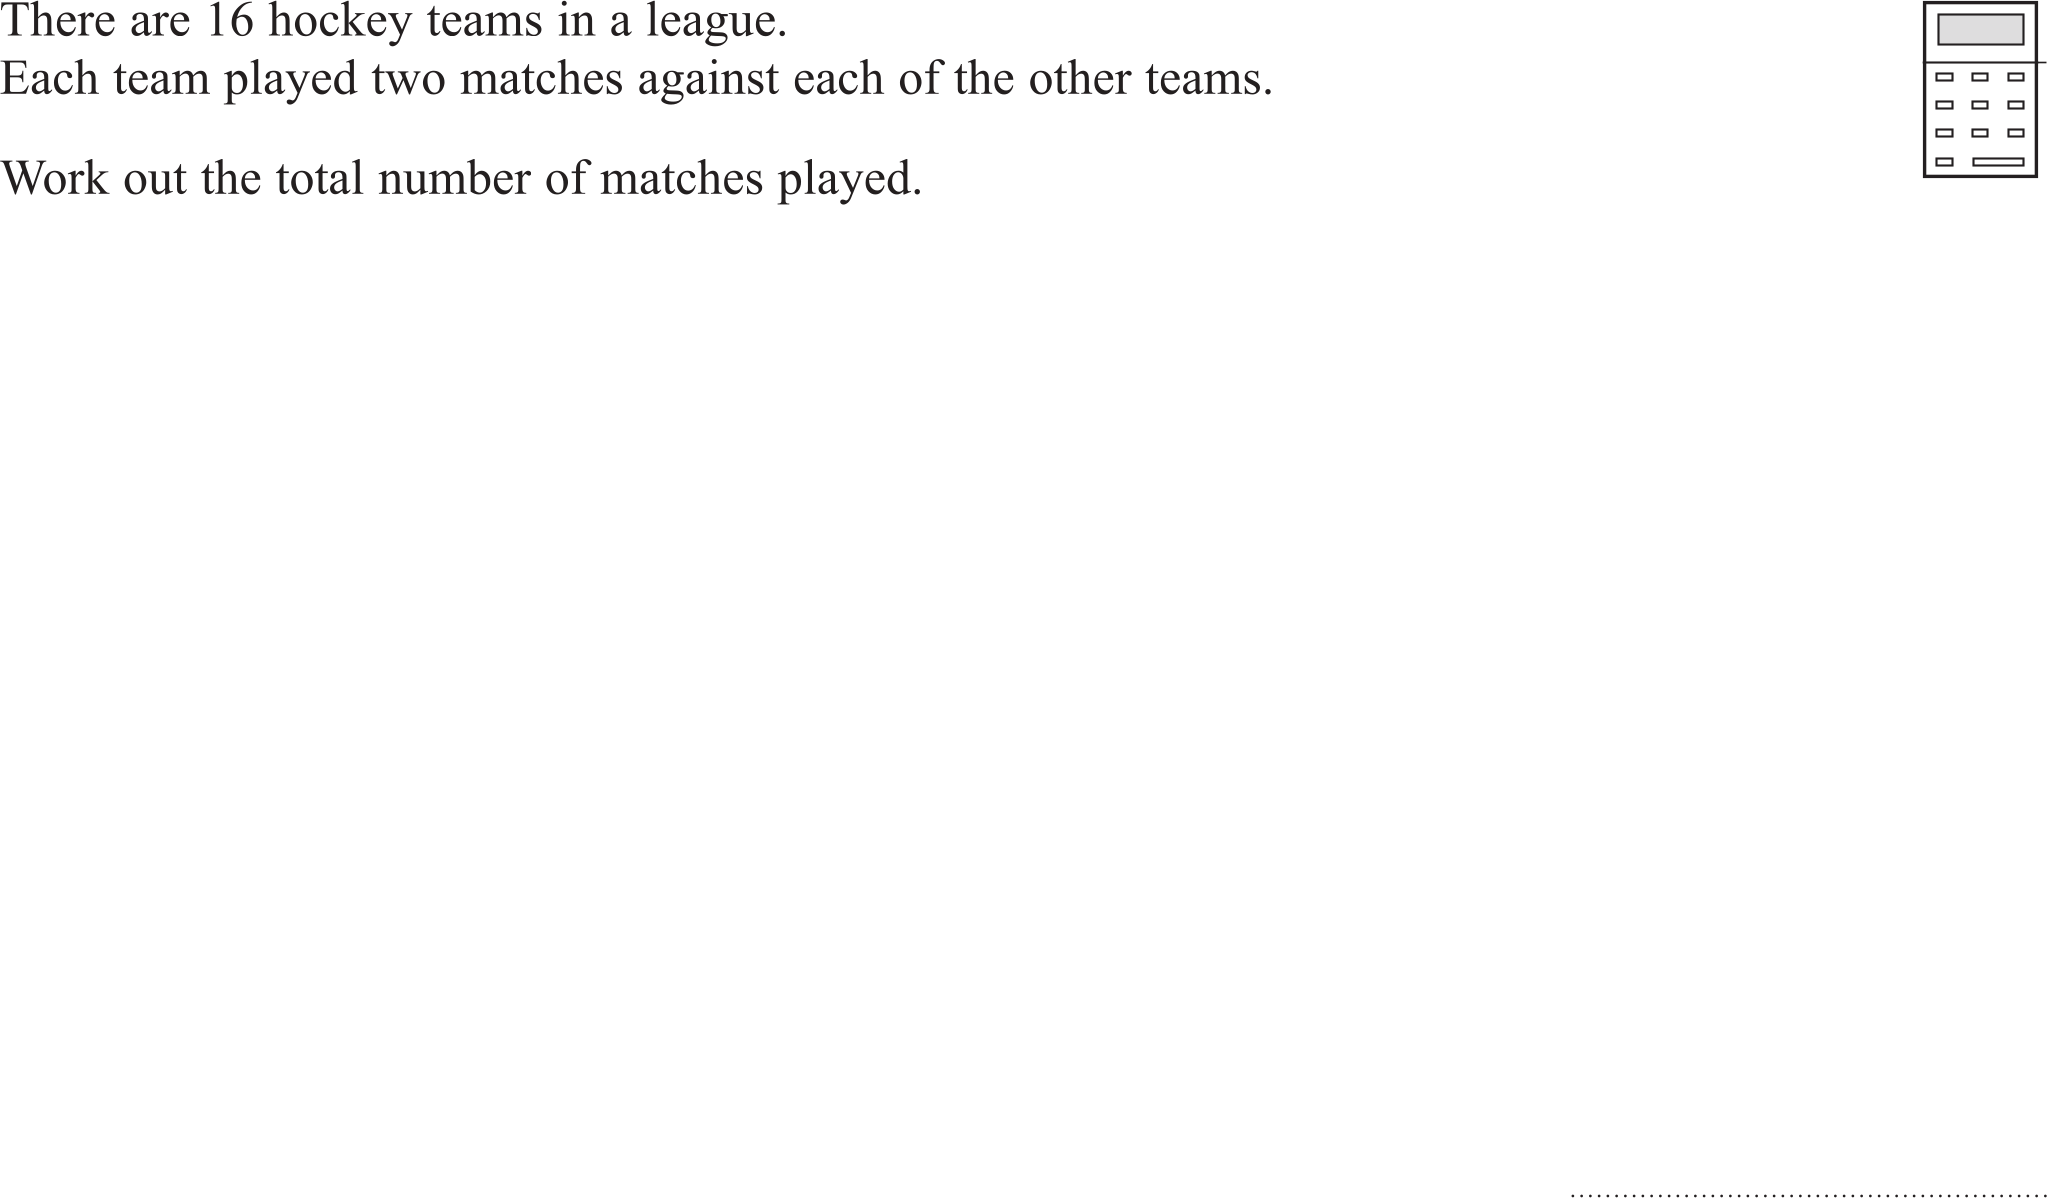 There are 16 hockey teams in a league.
Each team played two matches against each of the other teams.
Work out the total number of matches played.